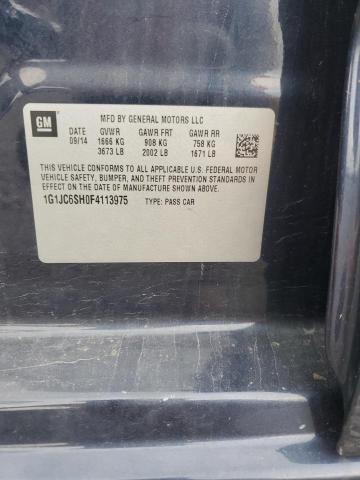 GM
MFD BY GENERAL MOTORS LLC
DATE GVWR GAWR FRT GAWR RR
09/14 1666 KG 908 KG 758 KG
3673 LB 2002 LB 1671 LB
THIS VEHICLE CONFORMS TO ALL APPLICABLE U.S. FEDERAL MOTOR
VEHICLE SAFETY, BUMPER, AND THEFT PREVENTION STANDARDS IN
EFFECT ON THE DATE OF MANUFACTURE SHOWN ABOVE.
1G1JC6SH0F4113975 TYPE: PASS CAR